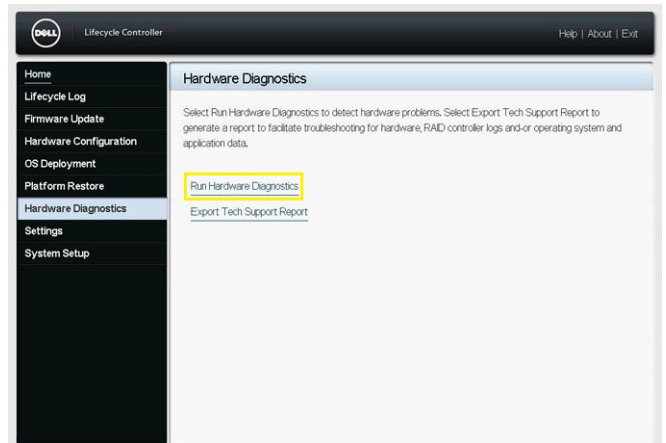 DELL
Lifecycle Controller
Help | About | Exit
Home
Lifecycle Log
Firmware Update
Hardware Configuration
OS Deployment
Platform Restore
Hardware Diagnostics
Settings
System Setup
Hardware Diagnostics
Select Run Hardware Diagnostics to detect hardware problems. Select Export Tech Support Report to
generate a report to facilitate troubleshooting for hardware, RAID controller logs and-or operating system and
application data.
Run Hardware Diagnostics
Export Tech Support Report